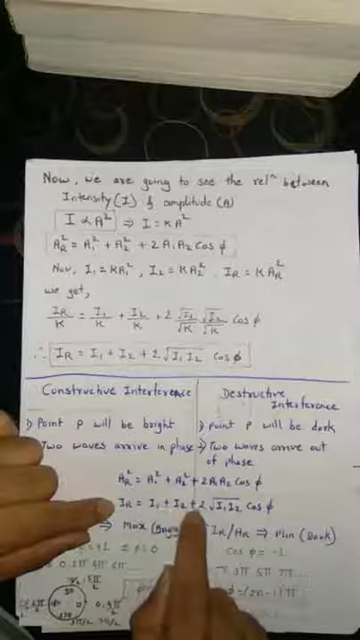 Now, we are going to see the relⁿ between
Intensity (I) & amplitude (A)
I ∝ A² ⇒ I = KA²
A_R² = A₁² + A₂² + 2A₁A₂ Cos ϕ
Now, I₁ = KA₁², I₂ = KA₂², I_R = KA_R²
we get,
I_R/K = I₁/K + I₂/K + 2 √I₁/√K √I₂/√K Cos ϕ
∴ I_R = I₁ + I₂ + 2√I₁I₂ Cos ϕ
Constructive Interference
1) Point P will be bright
Two waves arrive in phase
Destructive Interference
1) Point P will be dark
2) Two waves arrive out of phase
A_R² = A₁² + A₂² + 2A₁A₂ Cos ϕ
I_R = I₁ + I₂ + 2√I₁I₂ Cos ϕ
⇒ Max
I_R/A_R ⇒ Min (Dark)
Cos ϕ = -1